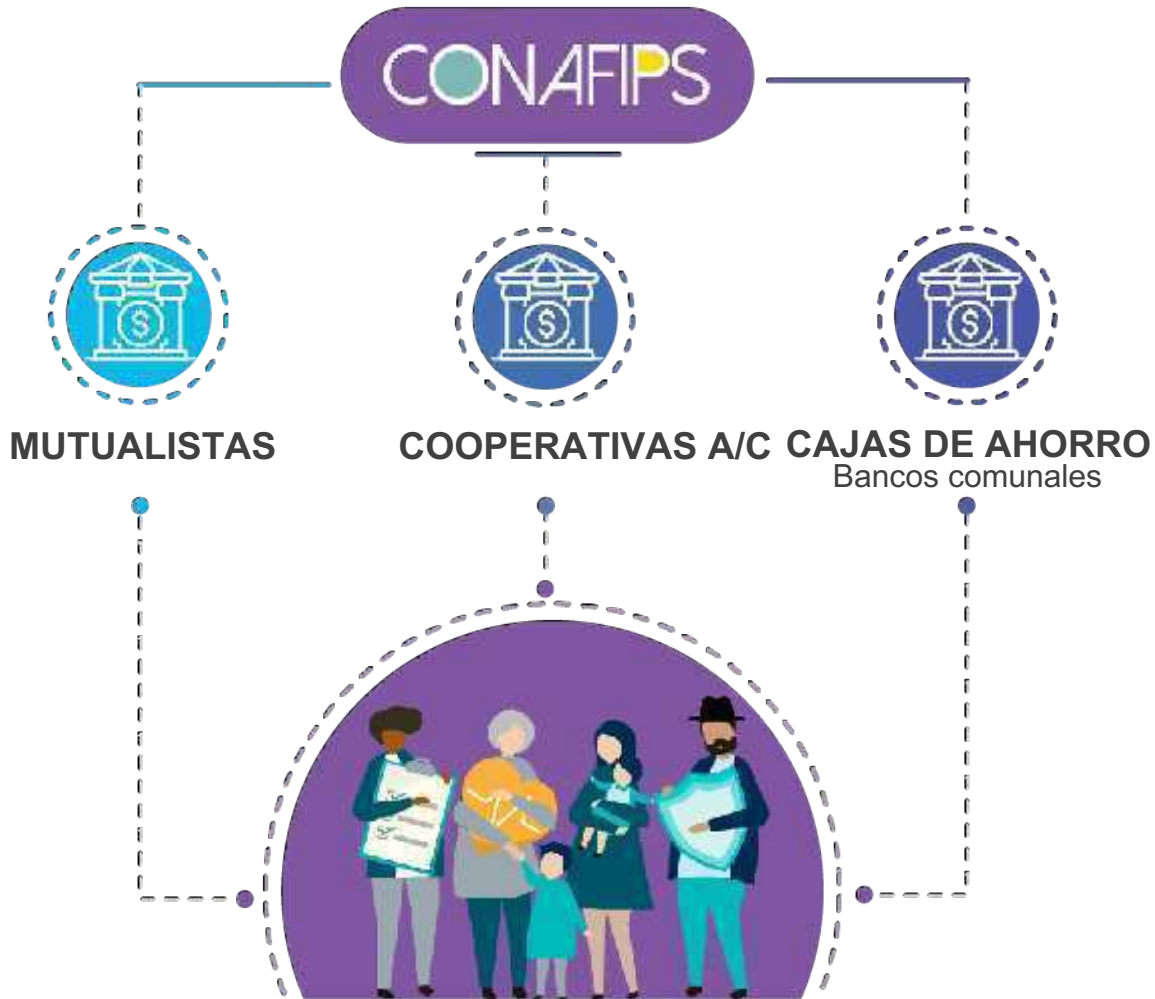 CONAFIPS
MUTUALISTAS
COOPERATIVAS A/C
CAJAS DE AHORRO
Bancos comunales